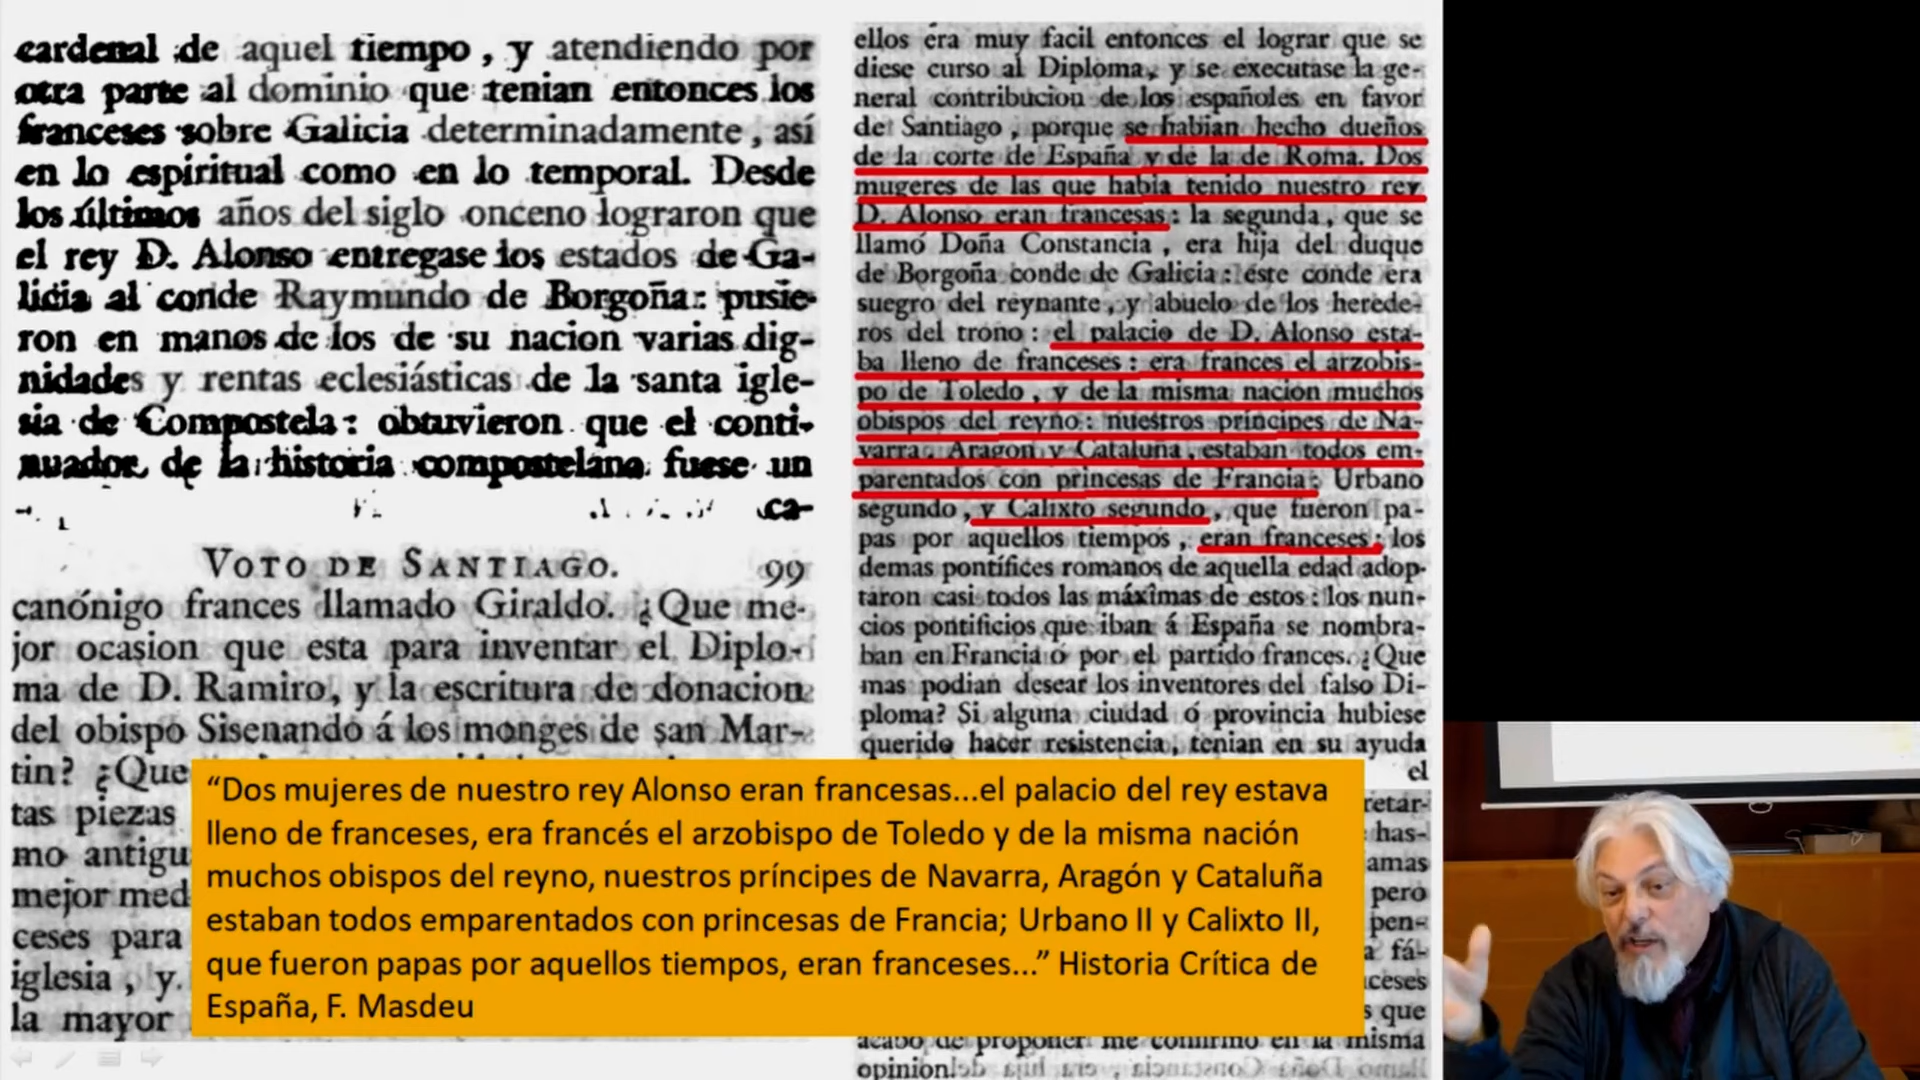 cardenal de aquel tiempo, y atendiendo por
otra parte al dominio que tenian entonces los
franceses sobre Galicia determinadamente, así
en lo espiritual como en lo temporal. Desde
los últimos años del siglo onceno lograron que
el rey D. Alonso entregase los estados de Ga-
licia al conde Raymundo de Borgoña: pusie-
ron en manos de los de su nacion varias dig-
nidades y rentas eclesiásticas de la santa igle-
sia de Compostela: obtuvieron que el conti-
nuador de la historia compostelana fuese un
ca-
VOTO DE SANTIAGO. 99
canónigo frances llamado Giraldo. ¿Que me-
jor ocasion que esta para inventar el Diplo-
ma de D. Ramiro, y la escritura de donacion
del obispo Sisenando á los monges de san Mar-
tin? ¿Que
tas piezas
mo antigu
mejor med
ceses para
iglesia, y
la mayor
ellos era muy facil entonces el lograr que se
diese curso al Diploma, y se executase la ge-
neral contribucion de los españoles en favor
de Santiago, porque se habian hecho dueños
de la corte de España y de la de Roma. Dos
mugeres de las que habia tenido nuestro rey
D. Alonso eran francesas: la segunda, que se
llamó Doña Constancia, era hija del duque
de Borgoña conde de Galicia: este conde era
suegro del reynante, y abuelo de los herede-
ros del trono: el palacio de D. Alonso esta-
ba lleno de franceses: era frances el arzobis-
po de Toledo, y de la misma nacion muchos
obispos del reyno: nuestros príncipes de Na-
varra, Aragon y Cataluña, estaban todos em-
parentados con princesas de Francia: Urbano
segundo, y Calixto segundo, que fueron pa-
pas por aquellos tiempos, eran franceses: los
demas pontífices romanos de aquella edad adop-
taron casi todos las máximas de estos: los nun-
cios pontificios que iban á España se nombra-
ban en Francia ó por el partido frances. ¿Que
mas podian desear los inventores del falso Di-
ploma? Si alguna ciudad ó provincia hubiese
querido hacer resistencia, tenian en su ayuda
el
retar-
has-
amas
pero
pen-
a fá-
ceses
s que
acabo de proponer me confirmo en la misma
opinion.
“Dos mujeres de nuestro rey Alonso eran francesas...el palacio del rey estava
lleno de franceses, era francés el arzobispo de Toledo y de la misma nación
muchos obispos del reyno, nuestros príncipes de Navarra, Aragón y Cataluña
estaban todos emparentados con princesas de Francia; Urbano II y Calixto II,
que fueron papas por aquellos tiempos, eran franceses...” Historia Crítica de
España, F. Masdeu